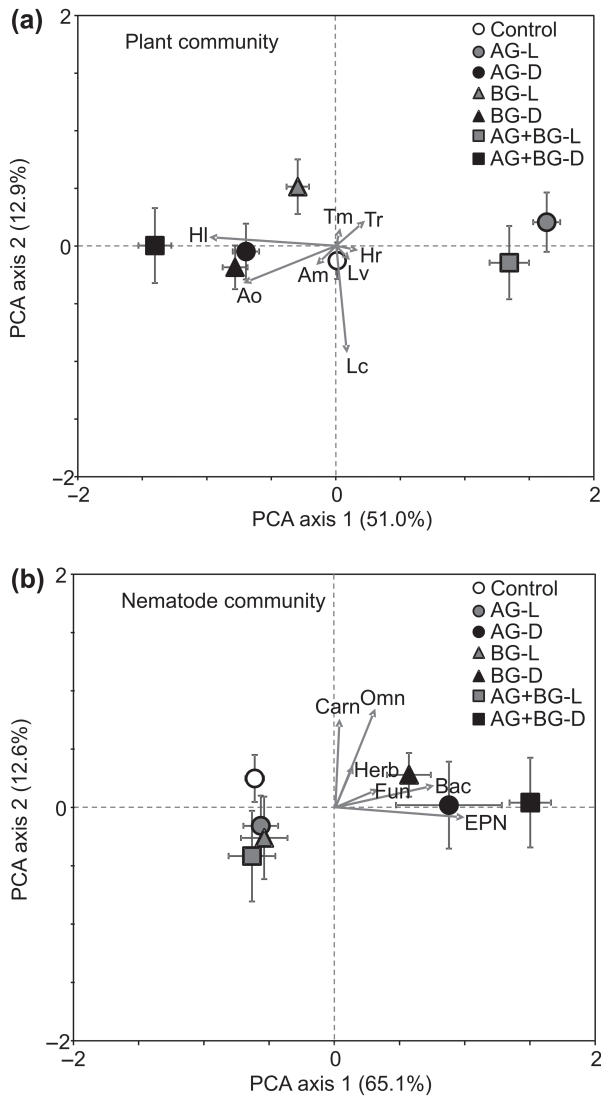 (a)
2
Plant community
Control
AG-L
AG-D
BG-L
BG-D
AG+BG-L
AG+BG-D
PCA axis 2 (12.9%)
Tm
Tr
Hl
0
Hr
Am
Lv
Ao
Lc
−2
−2
0
2
PCA axis 1 (51.0%)
(b)
2
Nematode community
Control
AG-L
AG-D
BG-L
BG-D
AG+BG-L
AG+BG-D
PCA axis 2 (12.6%)
Carn
Omn
Herb
Fun
Bac
0
EPN
−2
−2
0
2
PCA axis 1 (65.1%)